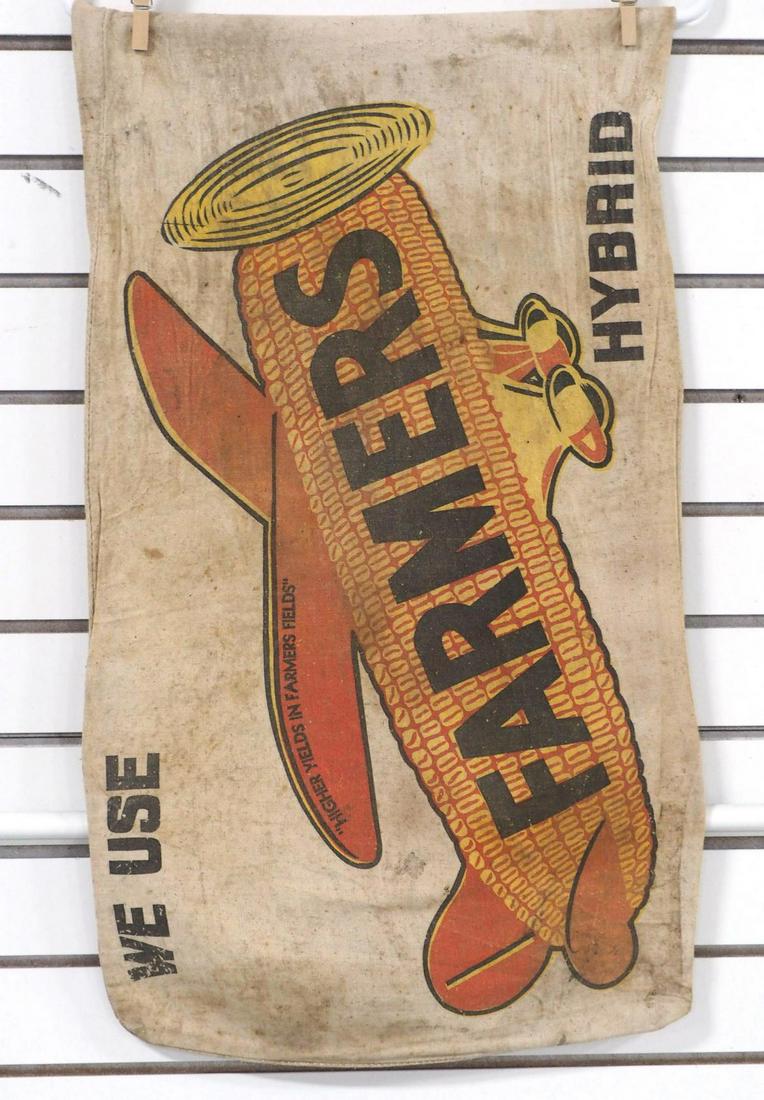 WE USE
FARMERS
"HIGHER YIELDS IN FARMERS FIELDS"
HYBRID